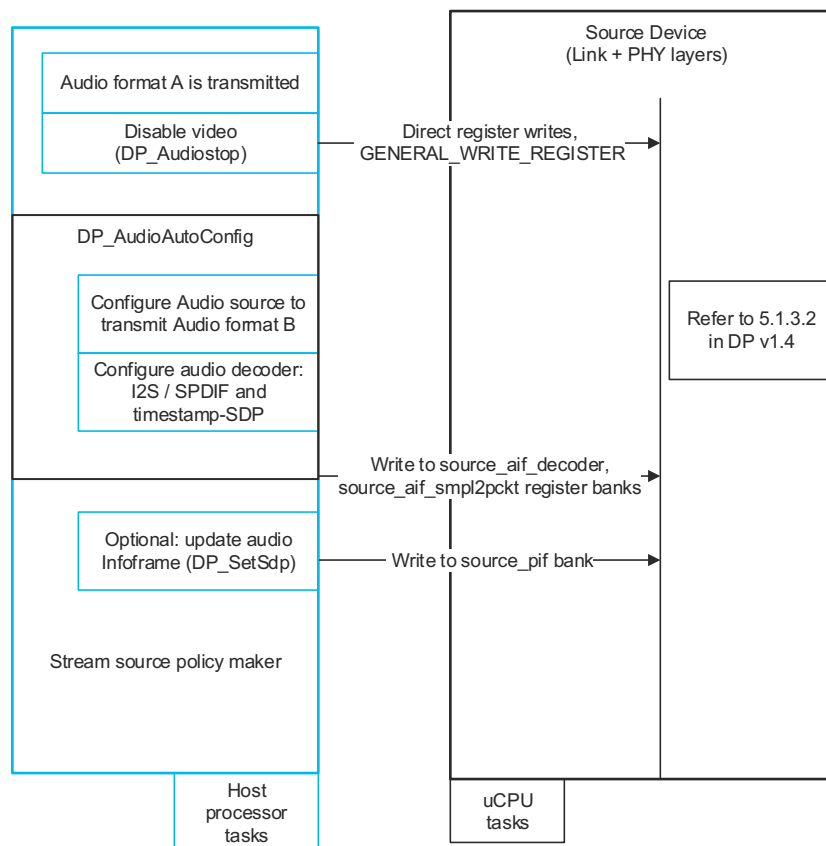 Source Device
(Link + PHY layers)
Audio format A is transmitted
Disable video
(DP_Audiostop)
Direct register writes,
GENERAL_WRITE_REGISTER
DP_AudioAutoConfig
Configure Audio source to
transmit Audio format B
Refer to 5.1.3.2
in DP v1.4
Configure audio decoder:
I2S / SPDIF and
timestamp-SDP
Write to source_aif_decoder,
source_aif_smpl2pckt register banks
Optional: update audio
Infoframe (DP_SetSdp)
Write to source_pif bank
Stream source policy maker
Host
processor
tasks
uCPU
tasks